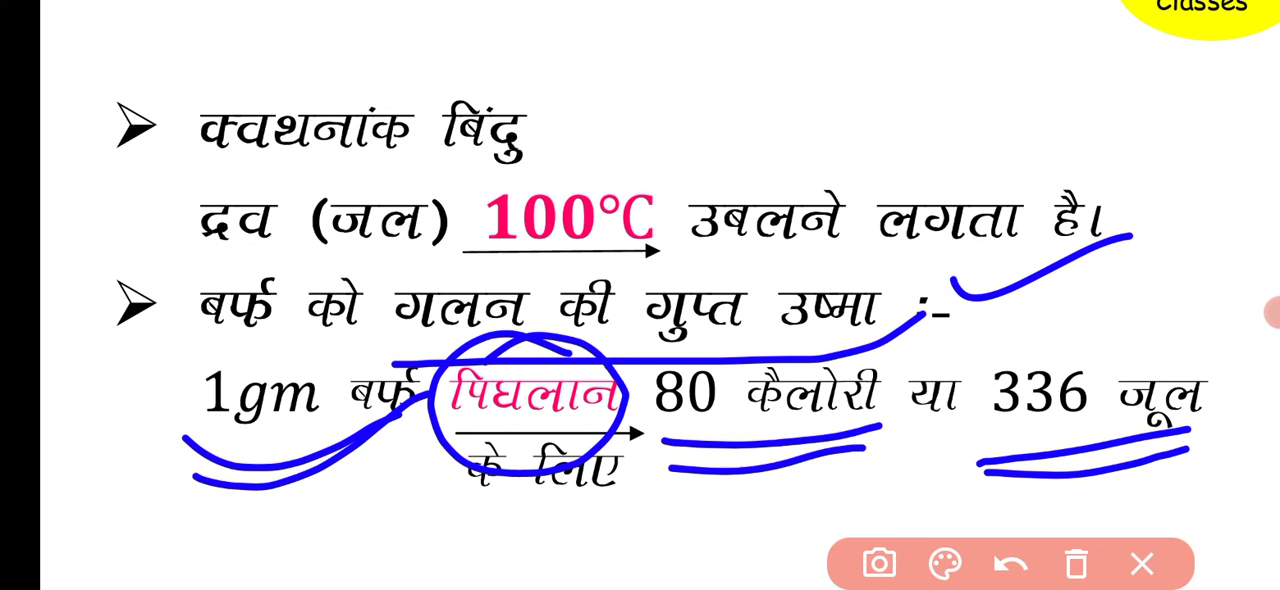 Classes
➢ क्वथनांक बिंदु
द्रव (जल) 100°C उबलने लगता है।
➢ बर्फ को गलन की गुप्त उष्मा :-
1gm बर्फ पिघलान 80 कैलोरी या 336 जूल
के लिए